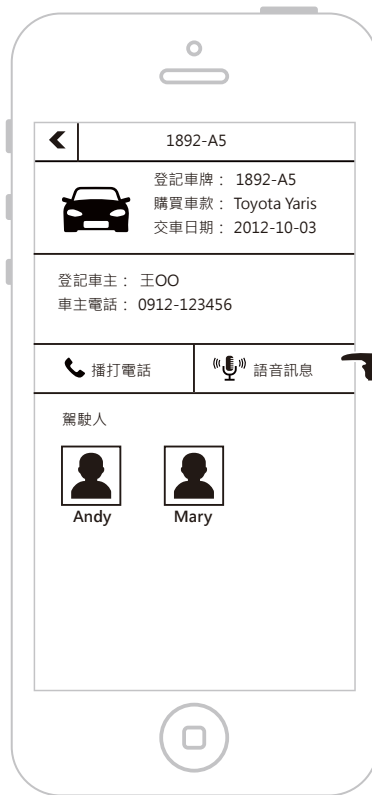 1892-A5
登記車牌： 1892-A5
購買車款： Toyota Yaris
交車日期： 2012-10-03
登記車主： 王OO
車主電話： 0912-123456
播打電話
語音訊息
駕駛人
Andy
Mary